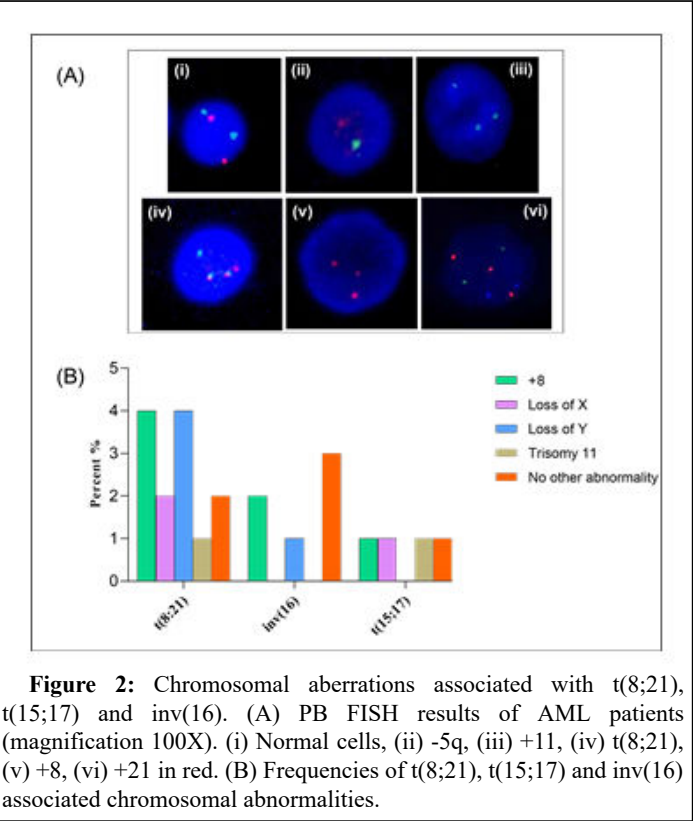 (A)
(i)
(ii)
(iii)
(iv)
(v)
(vi)
(B)
Percent %
5
4
3
2
1
0
t(8:21)
inv(16)
t(15;17)
+8
Loss of X
Loss of Y
Trisomy 11
No other abnormality
Figure 2: Chromosomal aberrations associated with t(8;21),
t(15;17) and inv(16). (A) PB FISH results of AML patients
(magnification 100X). (i) Normal cells, (ii) -5q, (iii) +11, (iv) t(8;21),
(v) +8, (vi) +21 in red. (B) Frequencies of t(8;21), t(15;17) and inv(16)
associated chromosomal abnormalities.